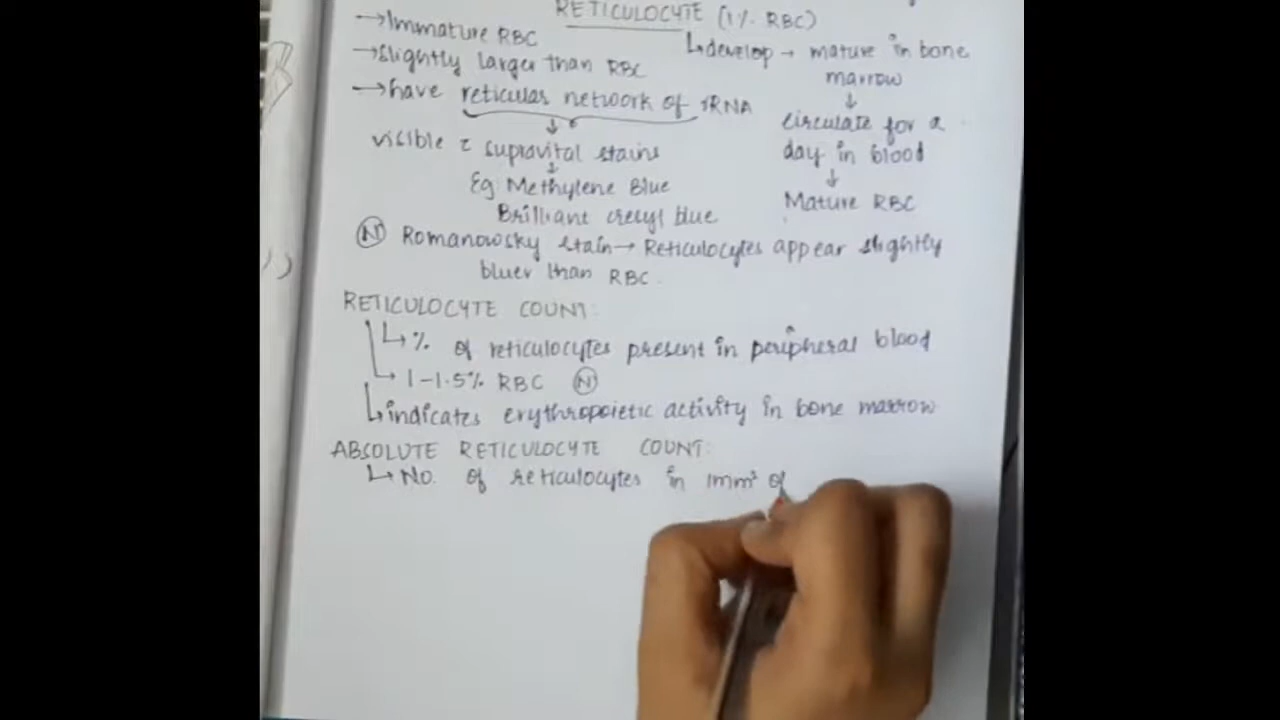 RETICULOCYTE (1% RBC)
→Immature RBC
→slightly larger than RBC
→have reticular network of rRNA
↓
visible c supravital stains
↓
Eg: Methylene Blue
Brilliant cresyl blue
↳develop → mature in bone
marrow
↓
circulate for a
day in blood
↓
Mature RBC
(N) Romanowsky stain→ Reticulocytes appear slightly
bluer than RBC.
RETICULOCYTE COUNT:
↳% of reticulocytes present in peripheral blood
↳1-1.5% RBC (N)
↳indicates erythropoietic activity in bone marrow
ABSOLUTE RETICULOCYTE COUNT:
↳No. of reticulocytes in 1mm³ of